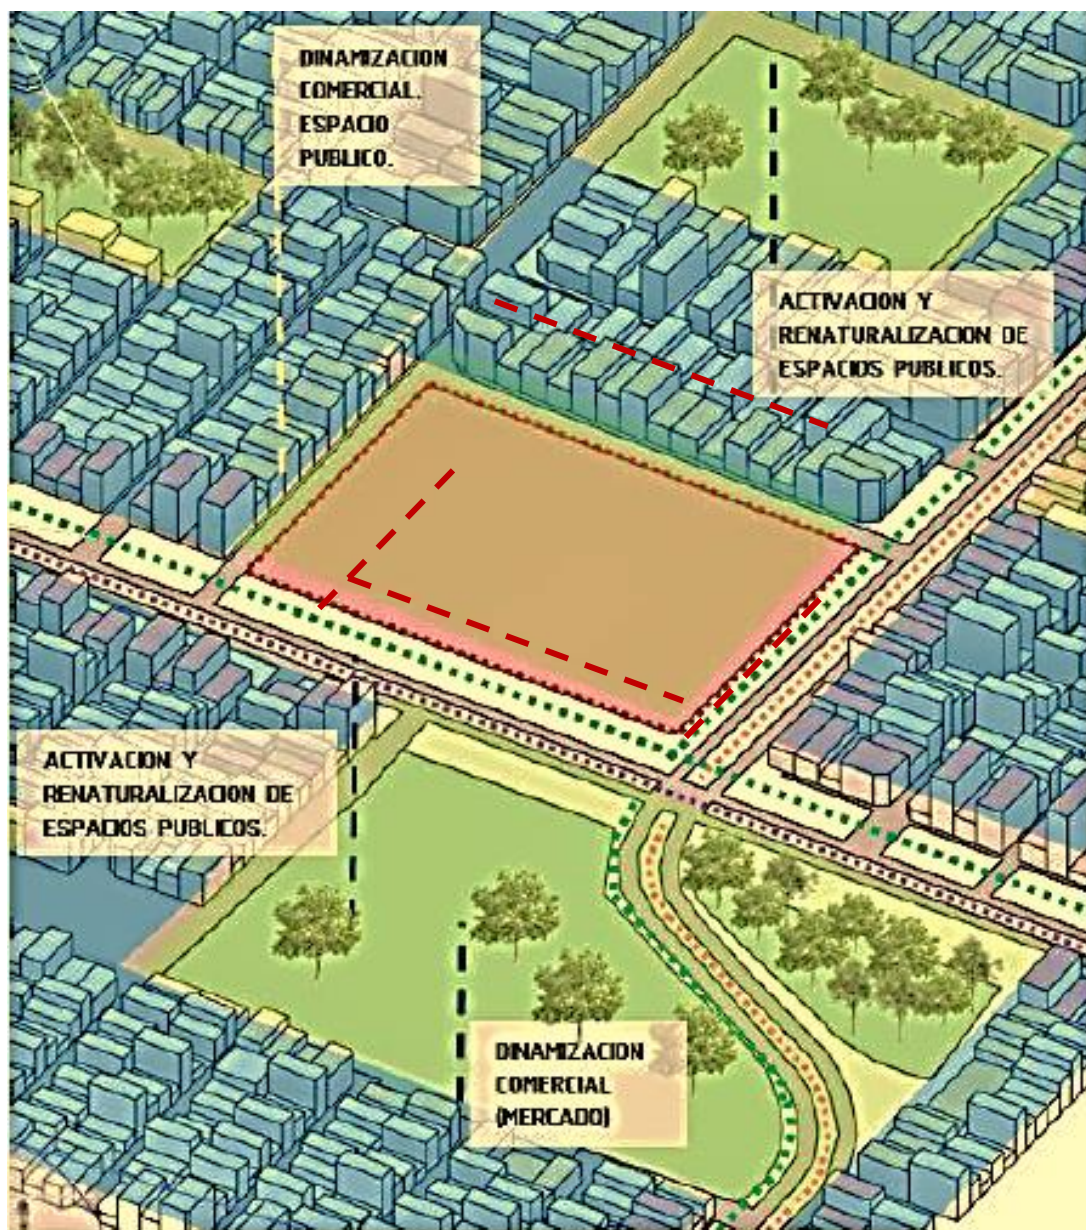 DINAMIZACION
COMERCIAL.
ESPACIO
PUBLICO.
ACTIVACION Y
RENATURALIZACION DE
ESPACIOS PUBLICOS.
ACTIVACION Y
RENATURALIZACION DE
ESPACIOS PUBLICOS.
DINAMIZACION
COMERCIAL
(MERCADO)